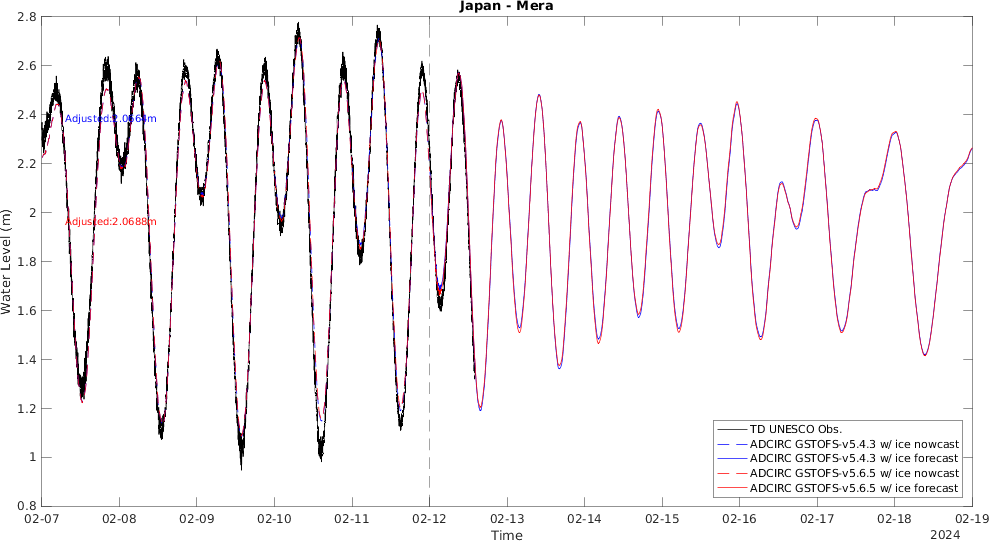 Japan - Mera
Water Level (m)
2.8
2.6
2.4
2.2
2
1.8
1.6
1.4
1.2
1
0.8
Adjusted:2.0564m
Adjusted:2.0688m
TD UNESCO Obs.
ADCIRC GSTOFS-v5.4.3 w/ ice nowcast
ADCIRC GSTOFS-v5.4.3 w/ ice forecast
ADCIRC GSTOFS-v5.6.5 w/ ice nowcast
ADCIRC GSTOFS-v5.6.5 w/ ice forecast
02-07 02-08 02-09 02-10 02-11 02-12 02-13 02-14 02-15 02-16 02-17 02-18 02-19
Time
2024